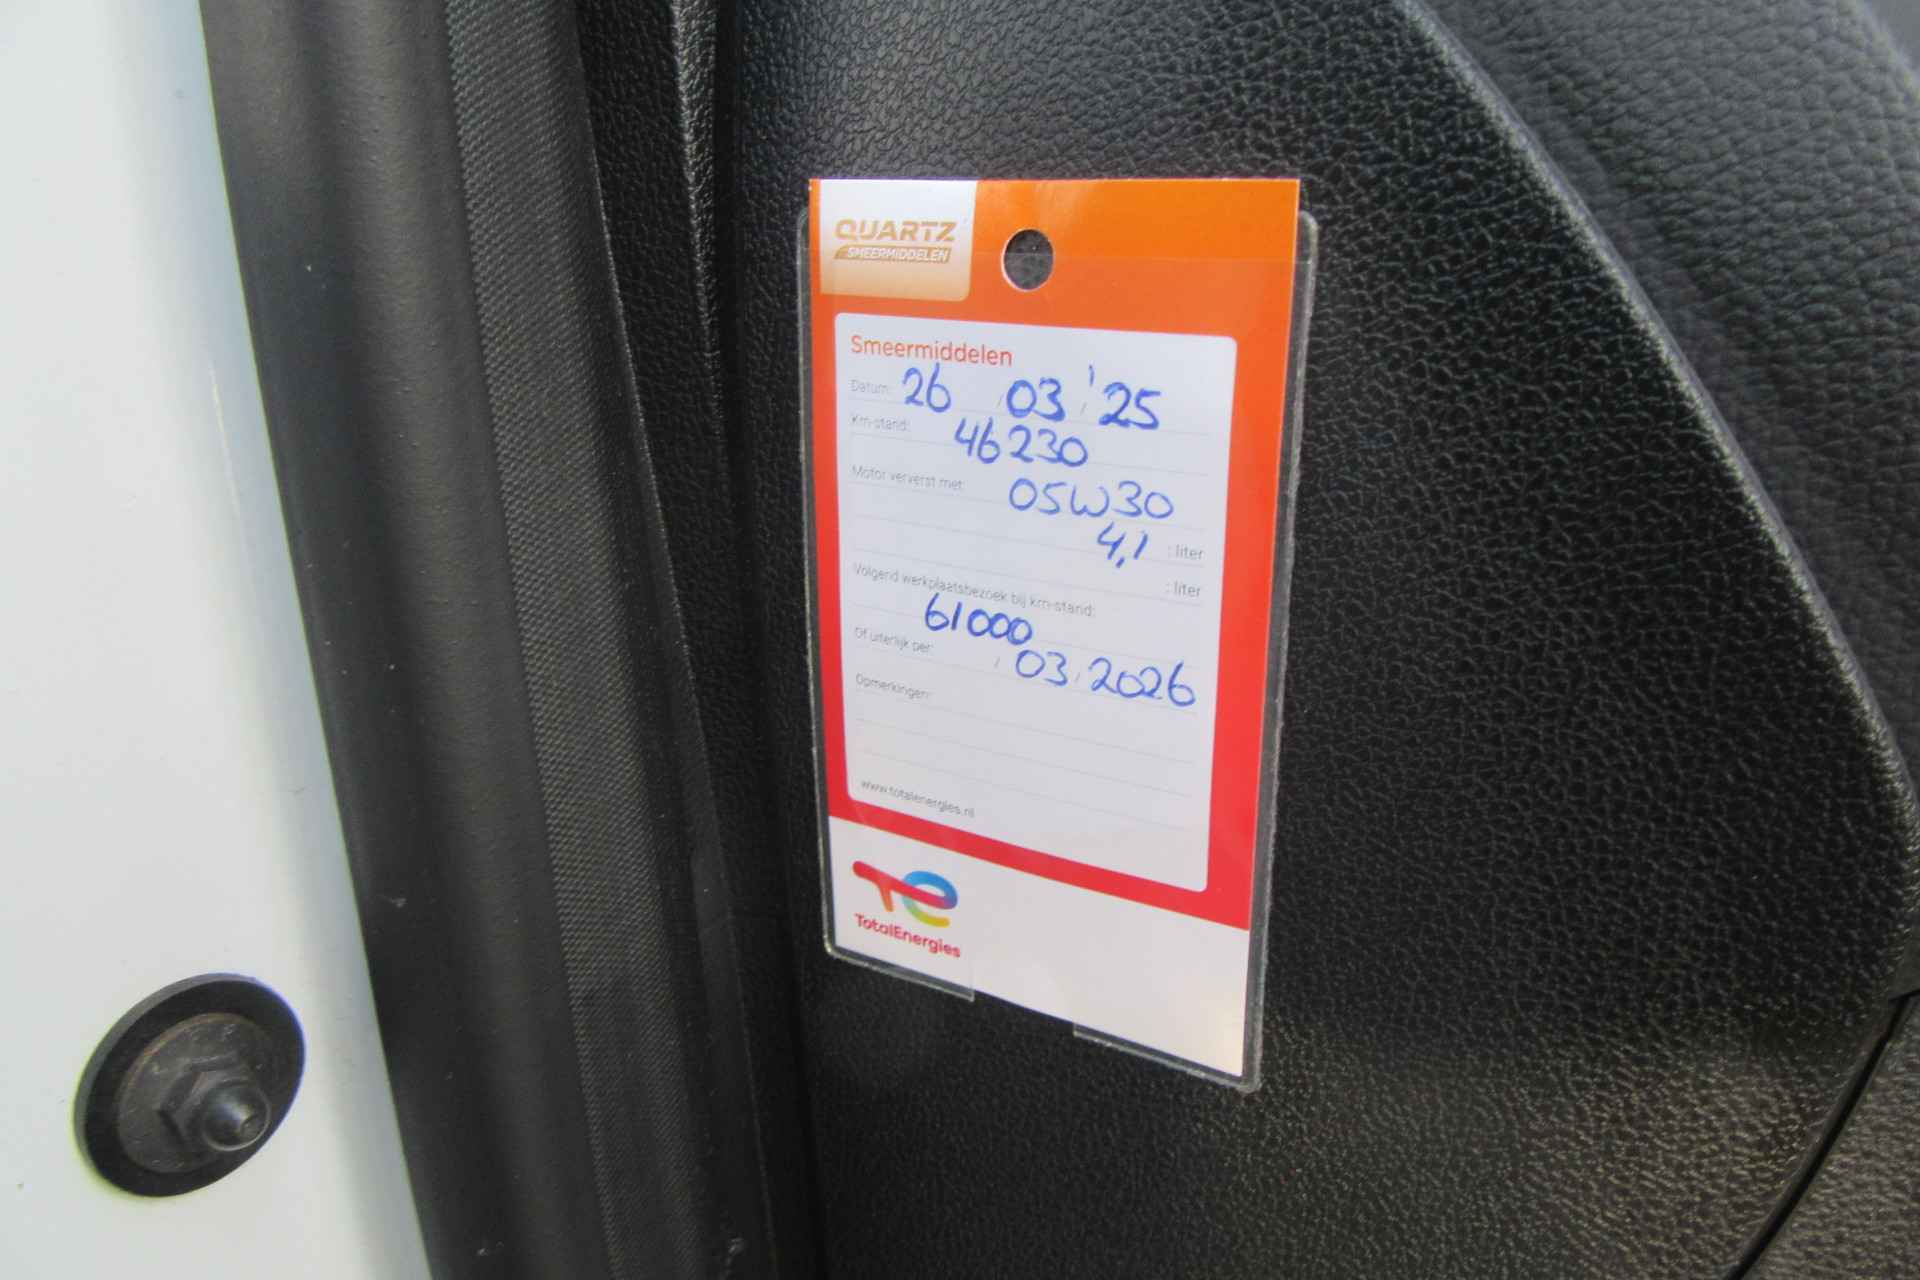 QUARTZ
SMEERMIDDELEN
Smeermiddelen
Datum: 26 / 03 / '25
Km-stand: 46230
Motor ververst met: 05W30
4,1 : liter
: liter
Volgend werkplaatsbezoek bij km-stand:
61000
Of uiterlijk per: / 03 / 2026
Opmerkingen:
www.totalenergies.nl
TotalEnergies